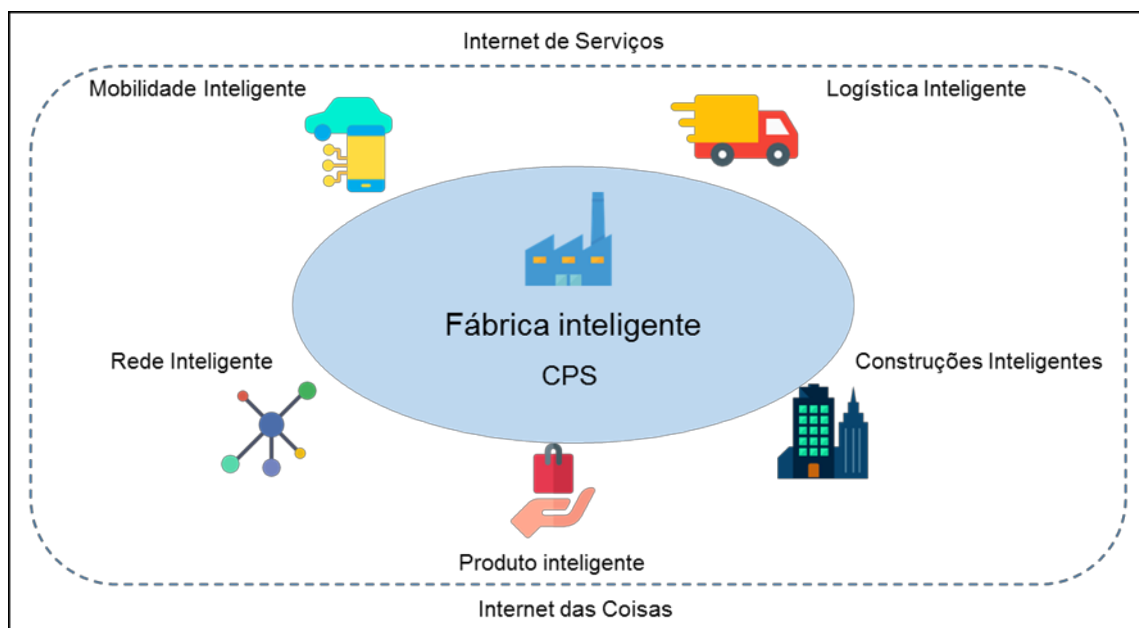 Internet de Serviços
Mobilidade Inteligente
Logística Inteligente
Fábrica inteligente
CPS
Rede Inteligente
Construções Inteligentes
Produto inteligente
Internet das Coisas